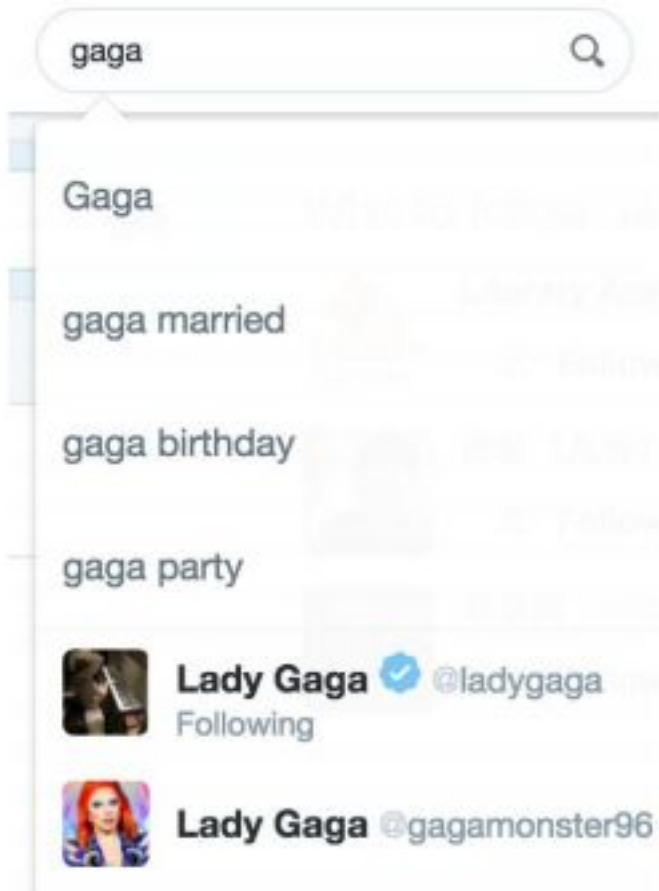 gaga
Gaga
gaga married
gaga birthday
gaga party
Lady Gaga @ladygaga
Following
Lady Gaga @gagamonster96